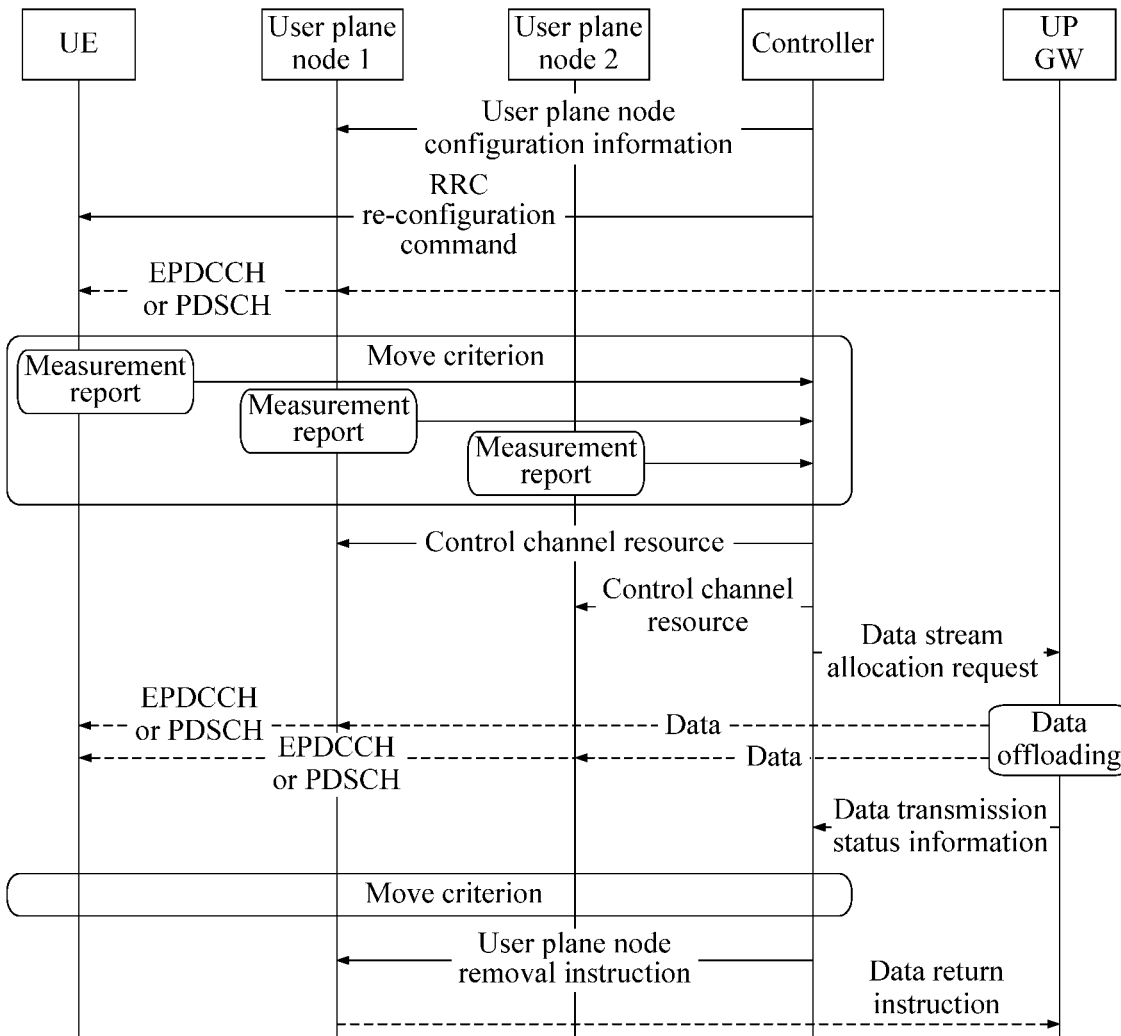 UE
User plane
node 1
User plane
node 2
Controller
UP
GW
User plane node
configuration information
RRC
re-configuration
command
EPDCCH
or PDSCH
Move criterion
Measurement
report
Measurement
report
Measurement
report
Control channel resource
Control channel
resource
Data stream
allocation request
EPDCCH
or PDSCH
Data
Data
offloading
EPDCCH
or PDSCH
Data
Data transmission
status information
Move criterion
User plane node
removal instruction
Data return
instruction